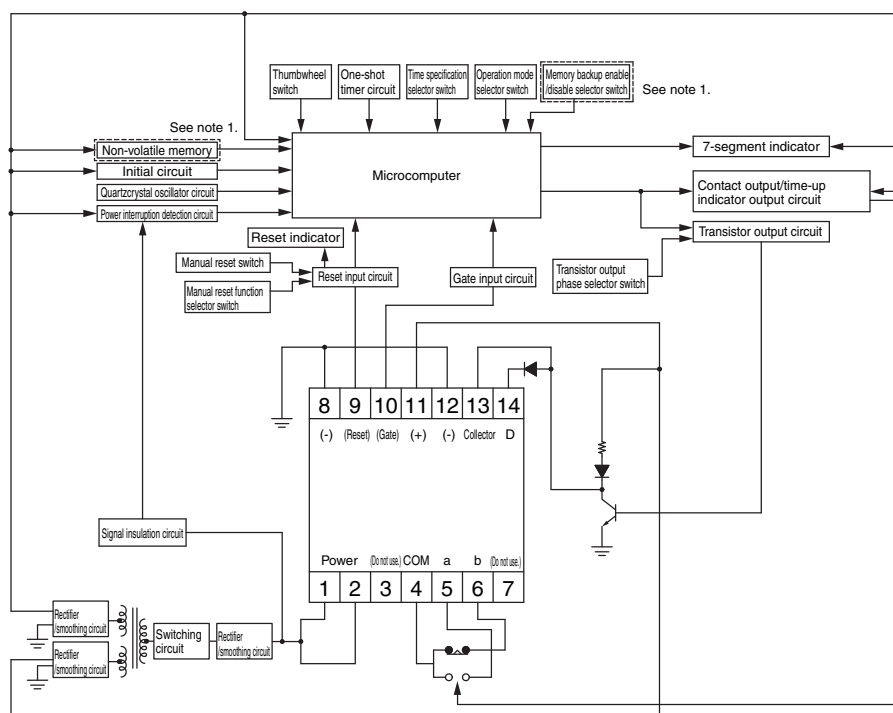 Thumbwheel
switch
One-shot
timer circuit
Time specification
selector switch
Operation mode
selector switch
Memory backup enable
/disable selector switch
See note 1.
See note 1.
Non-volatile memory
Initial circuit
Quartzcrystal oscillator circuit
Power interruption detection circuit
Microcomputer
7-segment indicator
Contact output/time-up
indicator output circuit
Transistor output circuit
Reset indicator
Manual reset switch
Manual reset function
selector switch
Reset input circuit
Gate input circuit
Transistor output
phase selector switch
8 9 10 11 12 13 14
(-) (Reset) (Gate) (+) (-) Collector D
Signal insulation circuit
Power (Do not use.) COM a b (Do not use.)
1 2 3 4 5 6 7
Rectifier
/smoothing circuit
Switching
circuit
Rectifier
/smoothing circuit
Rectifier
/smoothing circuit